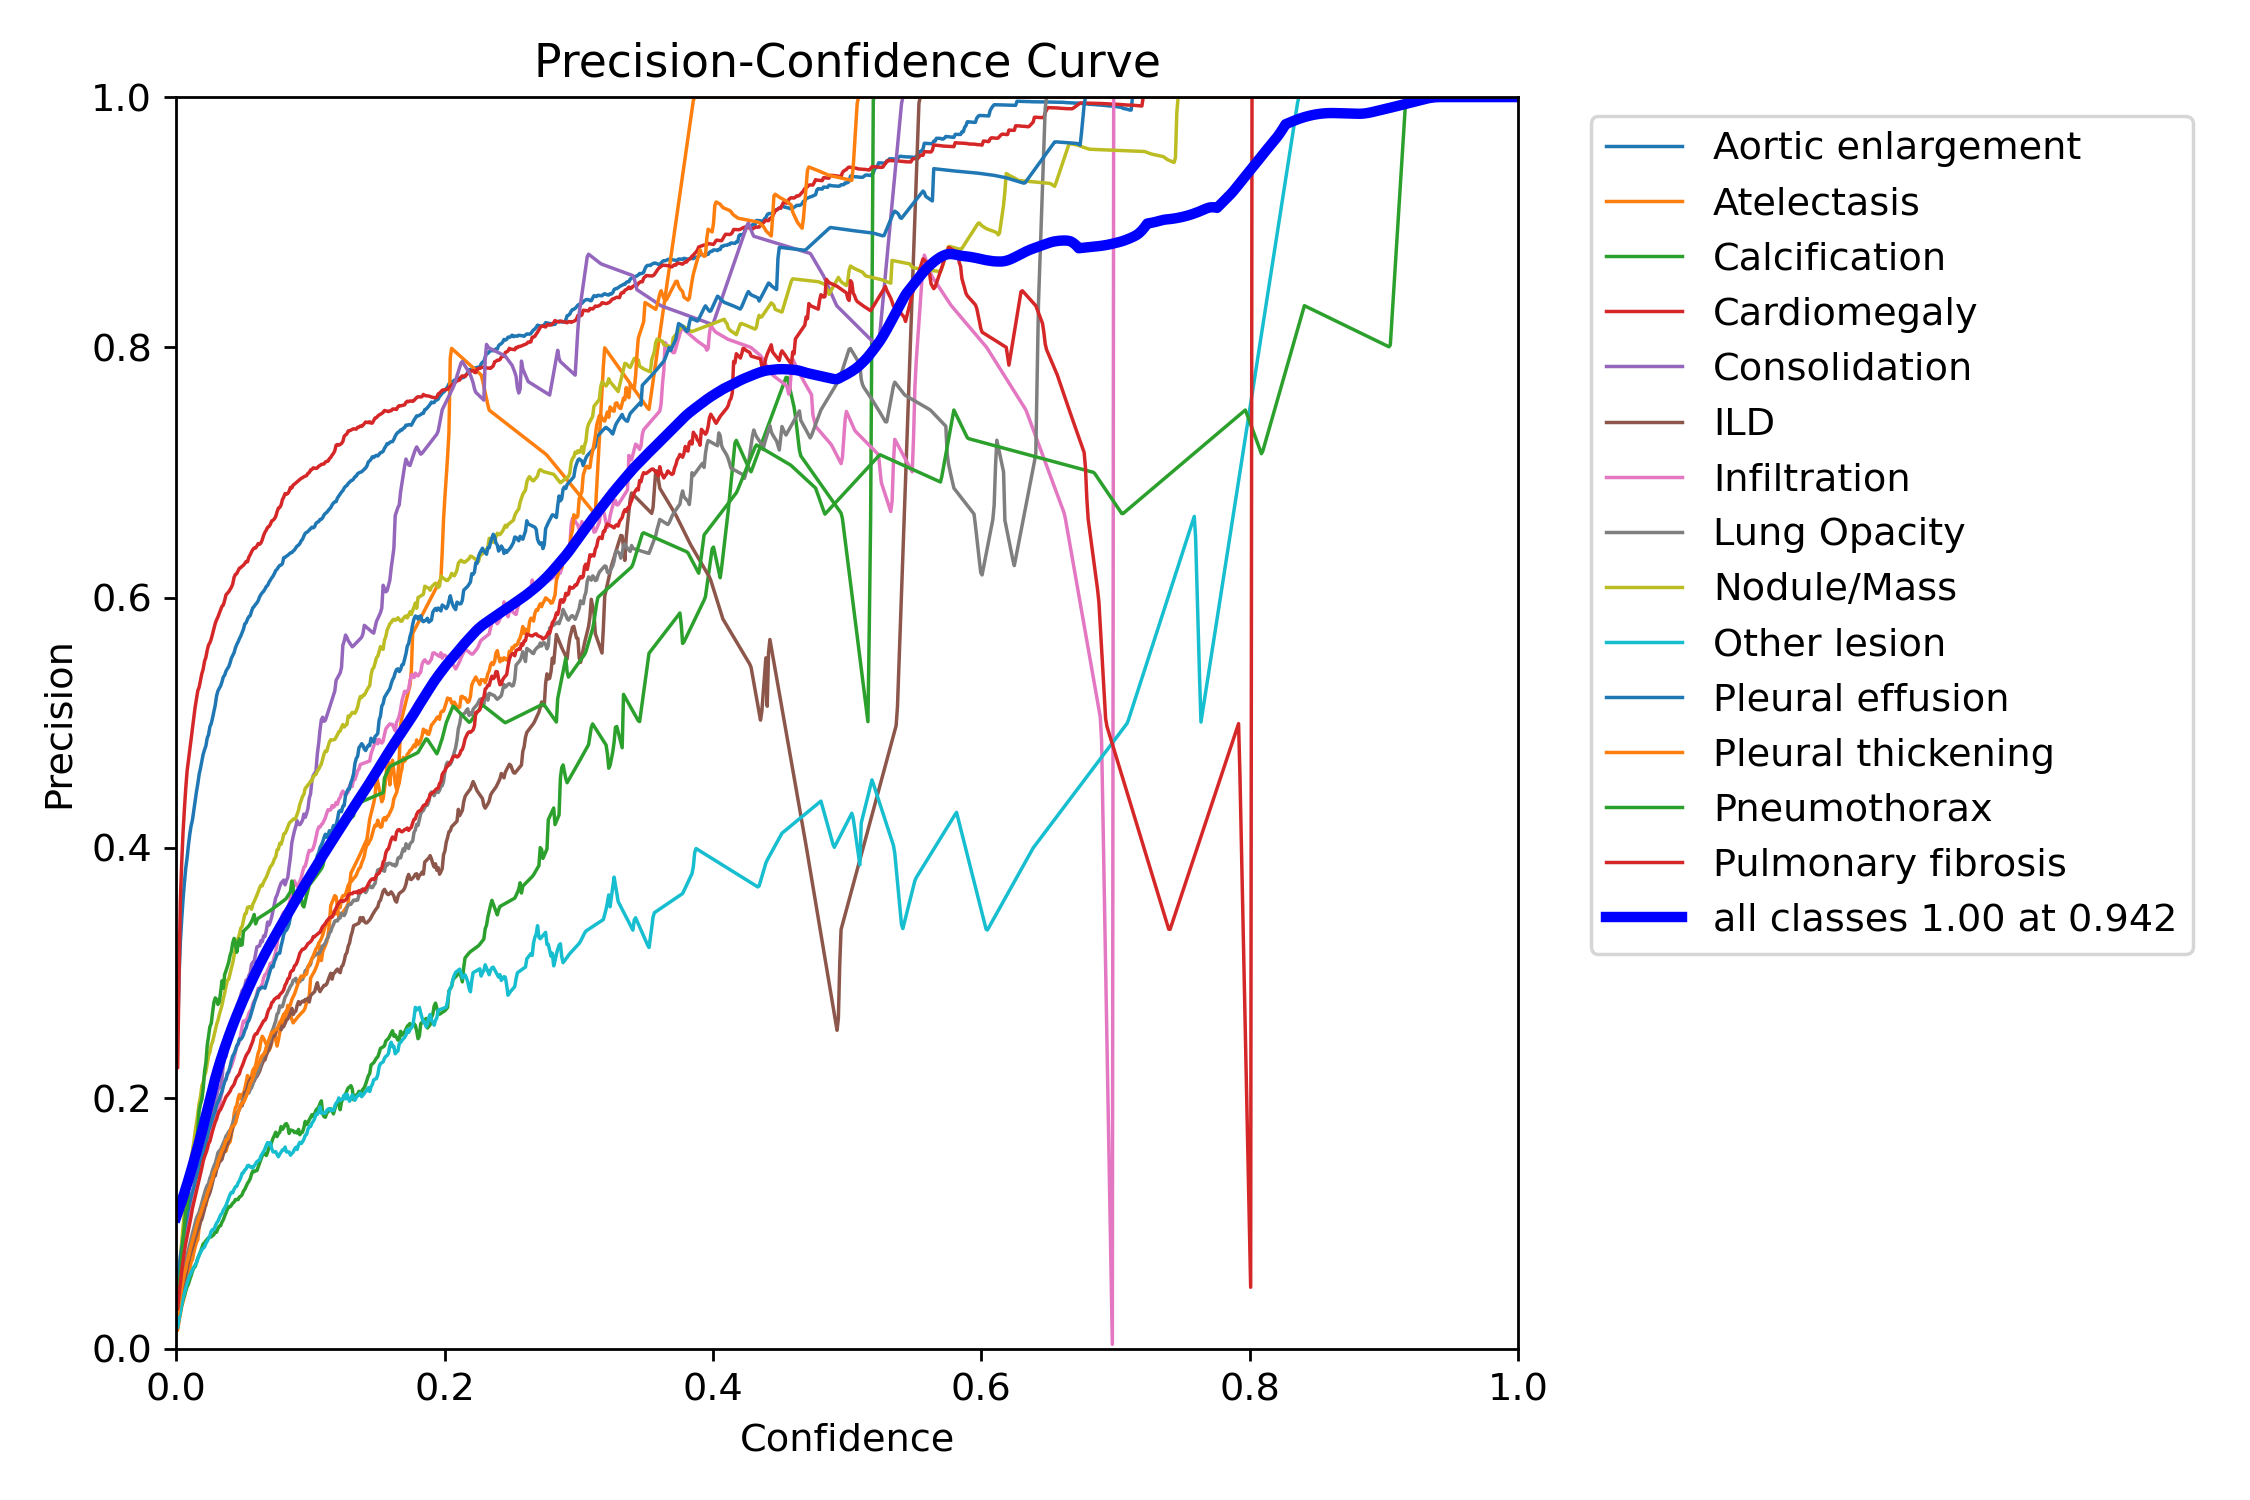 Precision-Confidence Curve
1.0
0.8
0.6
0.4
0.2
0.0
Precision
0.0 0.2 0.4 0.6 0.8 1.0
Confidence
Aortic enlargement
Atelectasis
Calcification
Cardiomegaly
Consolidation
ILD
Infiltration
Lung Opacity
Nodule/Mass
Other lesion
Pleural effusion
Pleural thickening
Pneumothorax
Pulmonary fibrosis
all classes 1.00 at 0.942